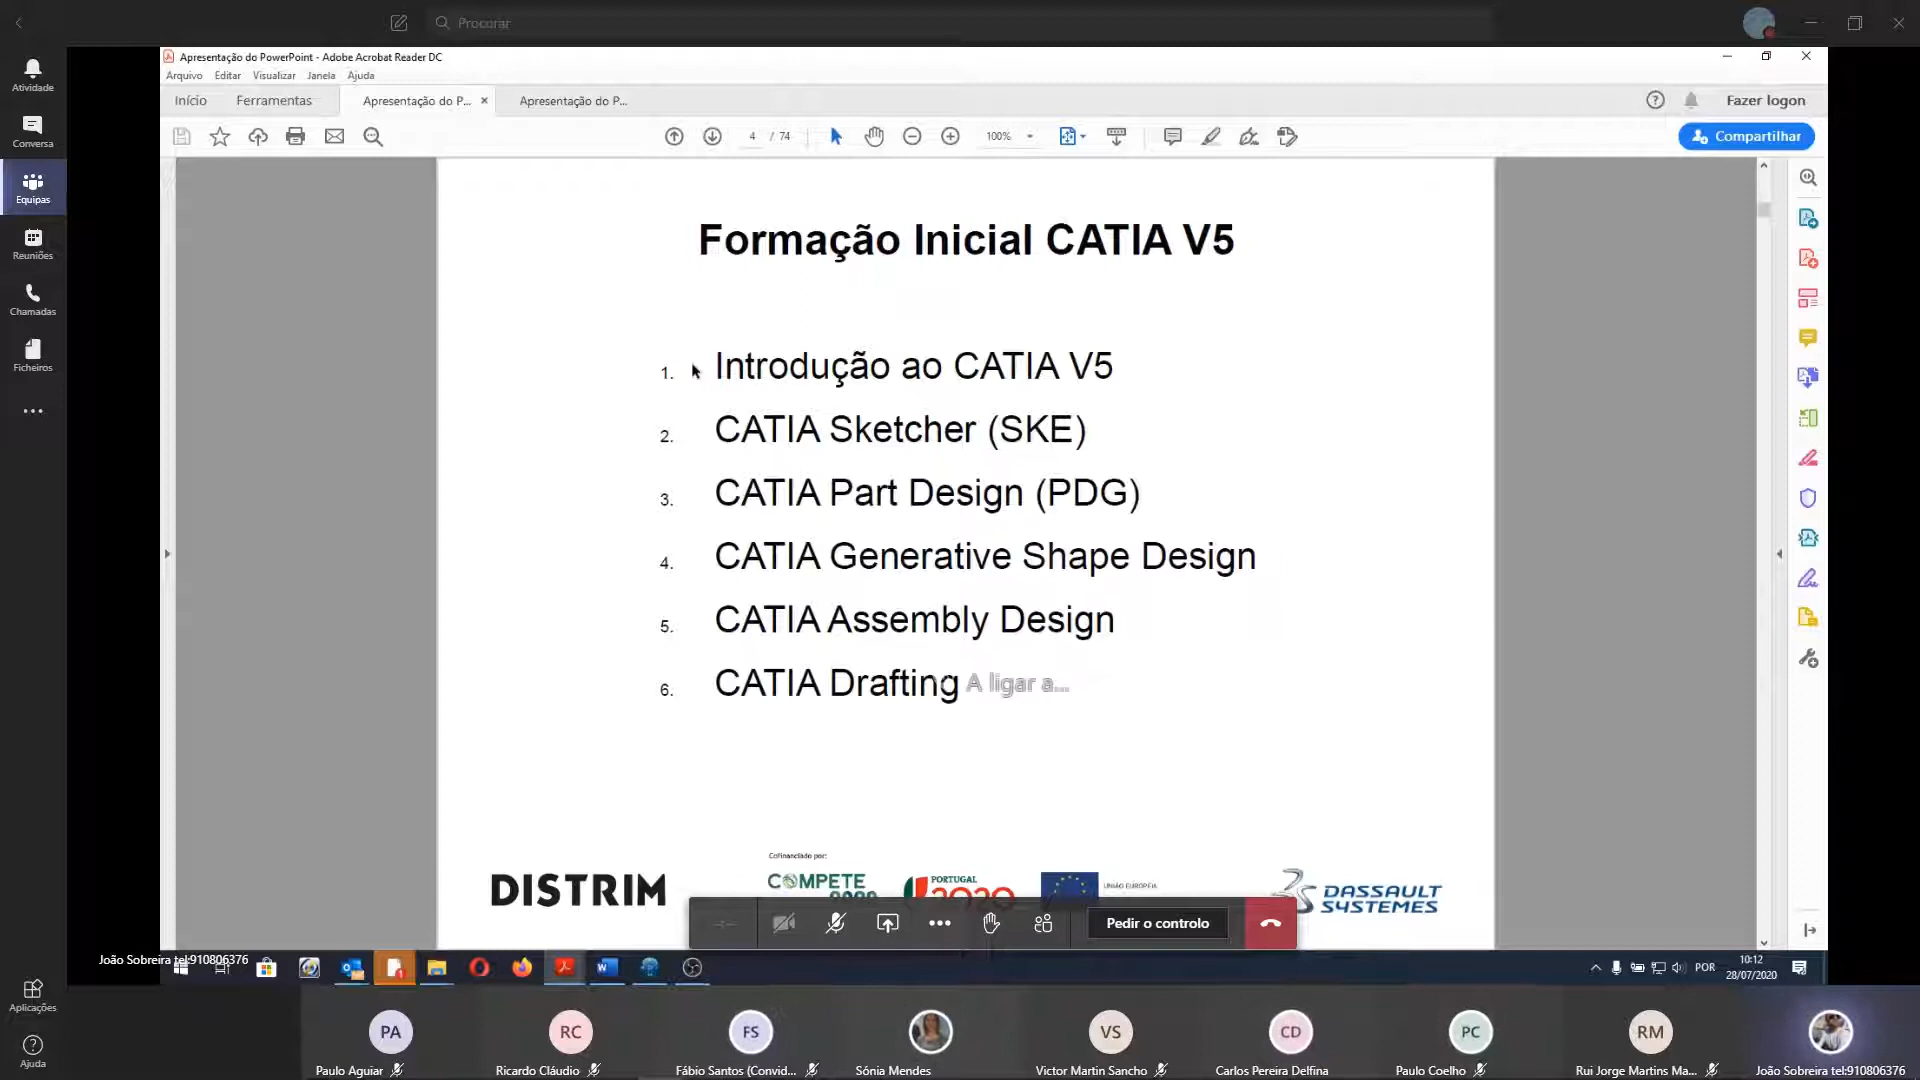 Procurar
Apresentação do PowerPoint - Adobe Acrobat Reader DC
Arquivo Editar Visualizar Janela Ajuda
Início Ferramentas Apresentação do P... × Apresentação do P...
Fazer logon
4 / 74 100%
Compartilhar
Atividade
Conversa
Equipas
Reuniões
Chamadas
Ficheiros
Formação Inicial CATIA V5
1. Introdução ao CATIA V5
2. CATIA Sketcher (SKE)
3. CATIA Part Design (PDG)
4. CATIA Generative Shape Design
5. CATIA Assembly Design
6. CATIA Drafting
A ligar a...
DISTRIM
Cofinanciado por:
COMPETE
2020
PORTUGAL
2020
UNIÃO EUROPEIA
DASSAULT
SYSTEMES
Pedir o controlo
João Sobreira tel:910806376
POR
10:12
28/07/2020
Aplicações
Ajuda
PA RC FS VS CD PC RM
Paulo Aguiar Ricardo Cláudio Fábio Santos (Convid... Sónia Mendes Victor Martin Sancho Carlos Pereira Delfina Paulo Coelho Rui Jorge Martins Ma... João Sobreira tel:910806376